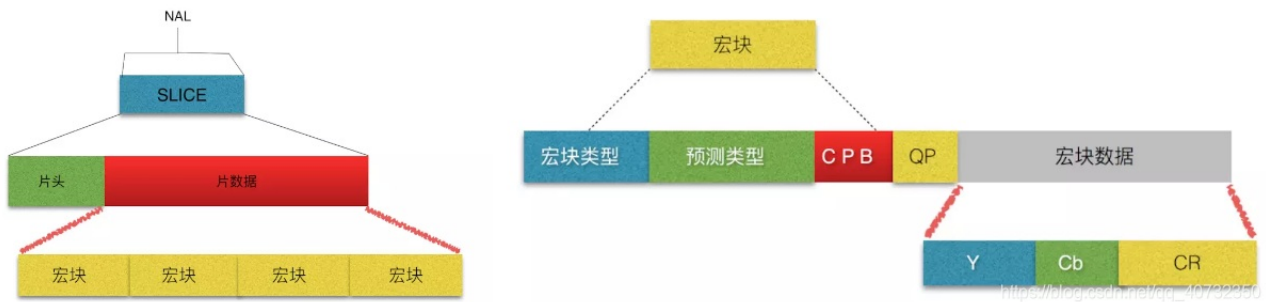 NAL
SLICE
片头 片数据
宏块 宏块 宏块 宏块
宏块
宏块类型 预测类型 C P B QP 宏块数据
Y Cb CR
https://blog.csdn.net/qq_40732350